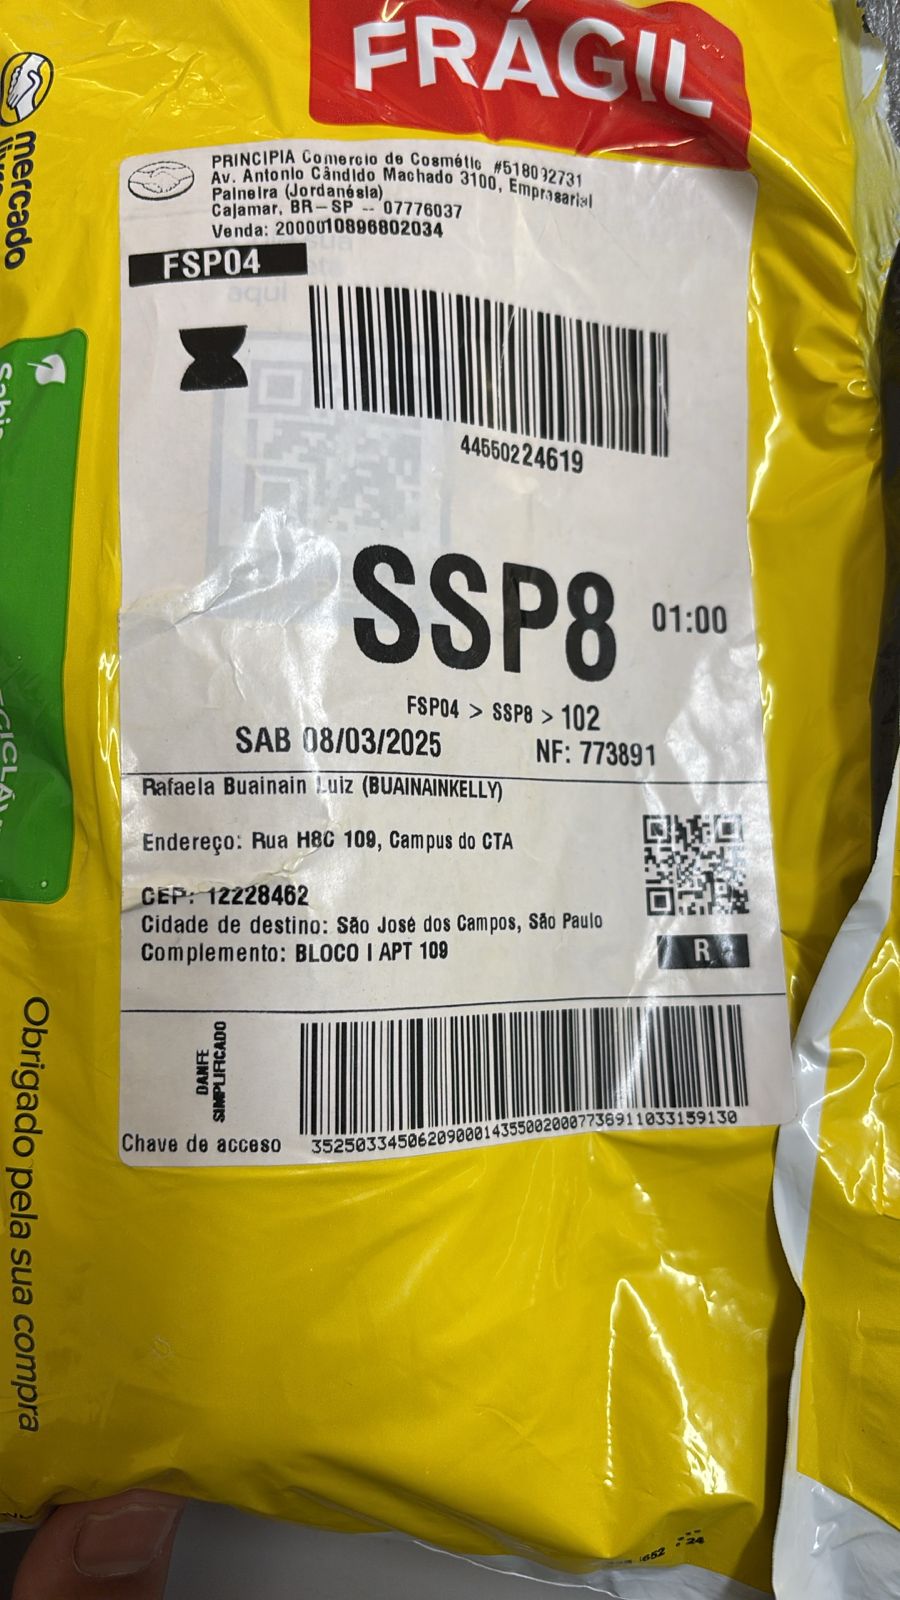 FRÁGIL
mercado
PRINCIPIA Comercio de Cosmétic #518092731
Av. Antonio Cândido Machado 3100, Empresarial
Paineira (Jordanésia)
Cajamar, BR-SP -- 07776037
Venda: 2000010896802034
FSP04
aqui
44550224619
SSP8 01:00
FSP04 > SSP8 > 102
SAB 08/03/2025 NF: 773891
Rafaela Buainain Luiz (BUAINAINKELLY)
Endereço: Rua H8C 109, Campus do CTA
CEP: 12228462
Cidade de destino: São José dos Campos, São Paulo
Complemento: BLOCO I APT 109
R
DANFE
SIMPLIFICADO
Chave de acesso
Obrigado pela sua compra